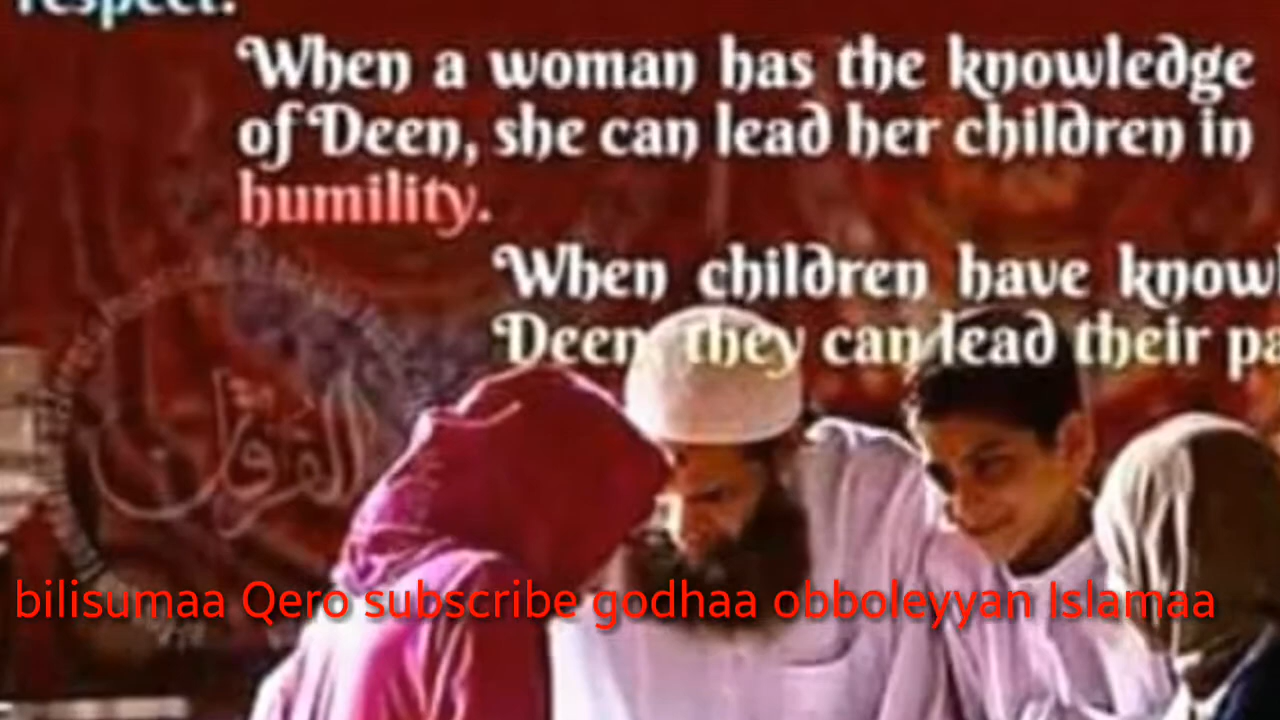 respect.
When a woman has the knowledge
of Deen, she can lead her children in
humility.
When children have knowl
Deen, they can lead their pa
الفرقان
bilisumaa Qero subscribe godhaa obboleyyan Islamaa